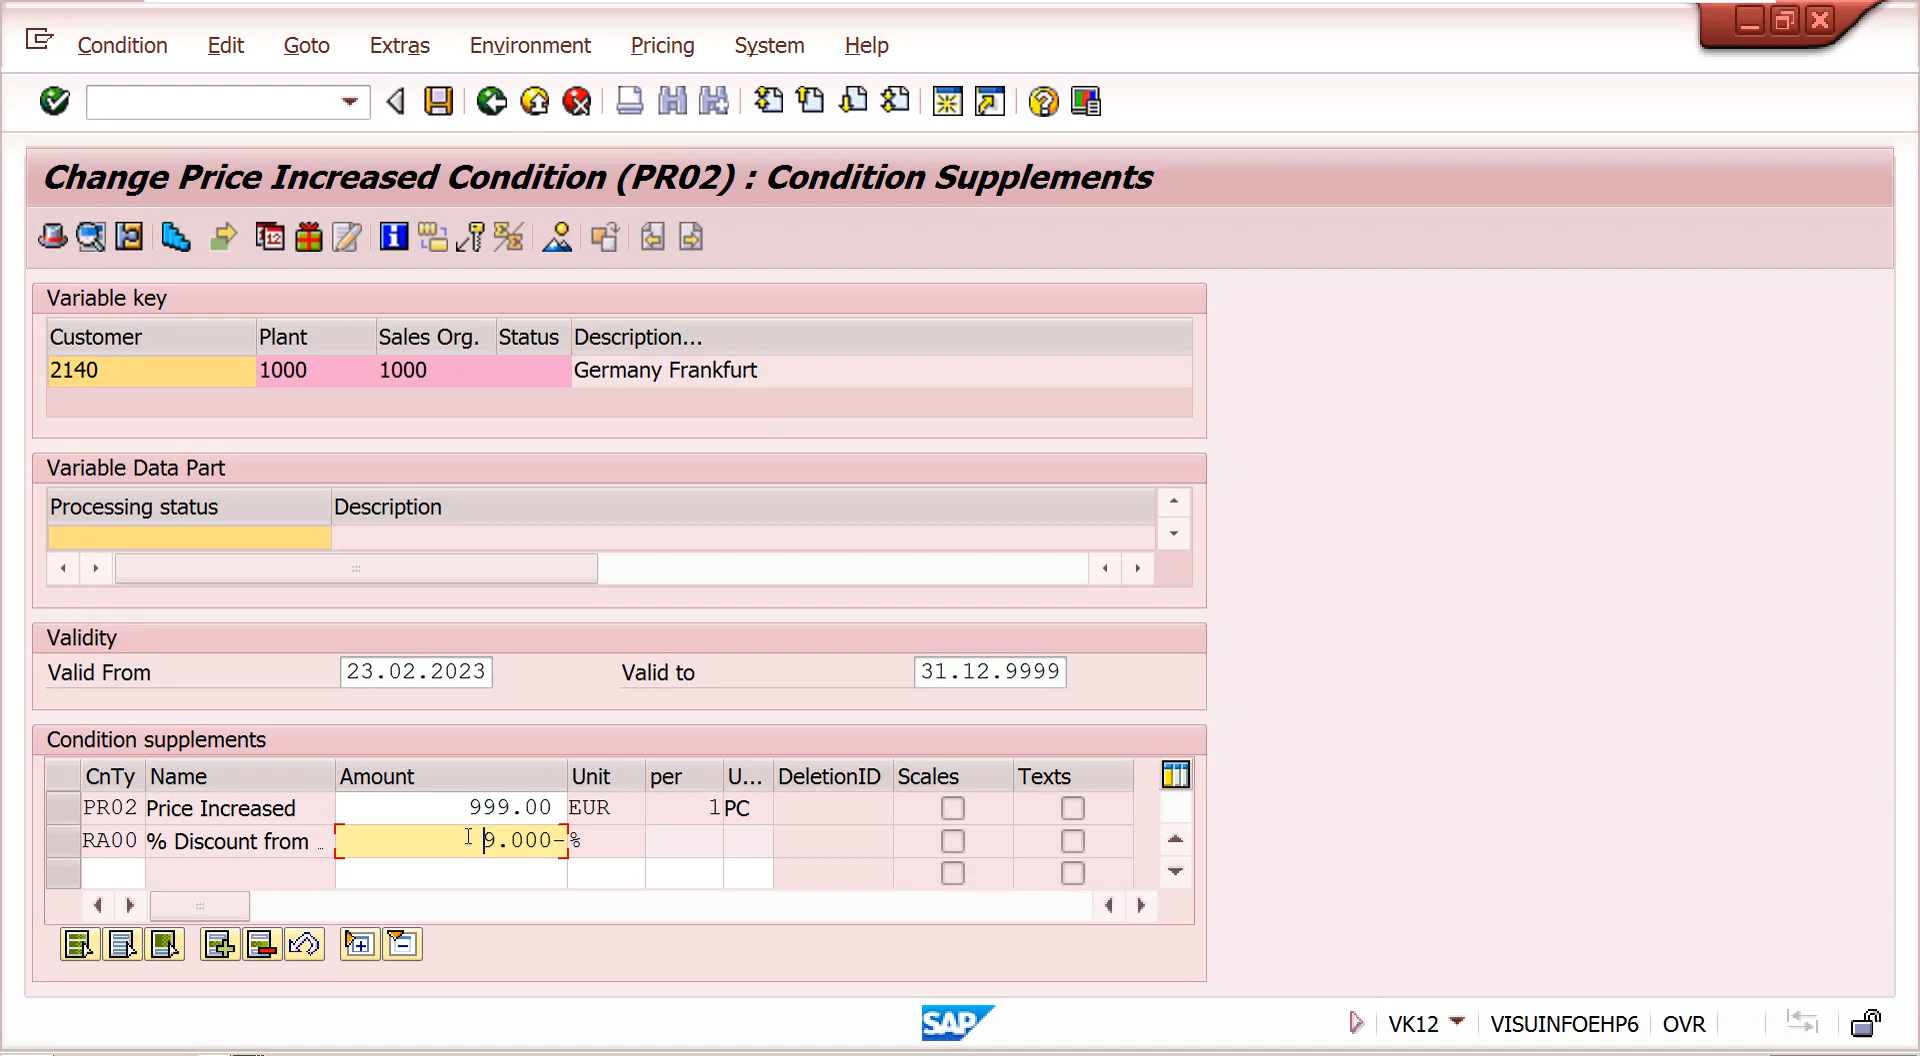 Condition Edit Goto Extras Environment Pricing System Help
Change Price Increased Condition (PR02) : Condition Supplements
Variable key
Customer Plant Sales Org. Status Description...
2140 1000 1000 Germany Frankfurt
Variable Data Part
Processing status Description
Validity
Valid From 23.02.2023 Valid to 31.12.9999
Condition supplements
CnTy Name Amount Unit per U... DeletionID Scales Texts
PR02 Price Increased 999.00 EUR 1 PC
RA00 % Discount from ... 9.000- %
SAP VK12 VISUINFOEHP6 OVR